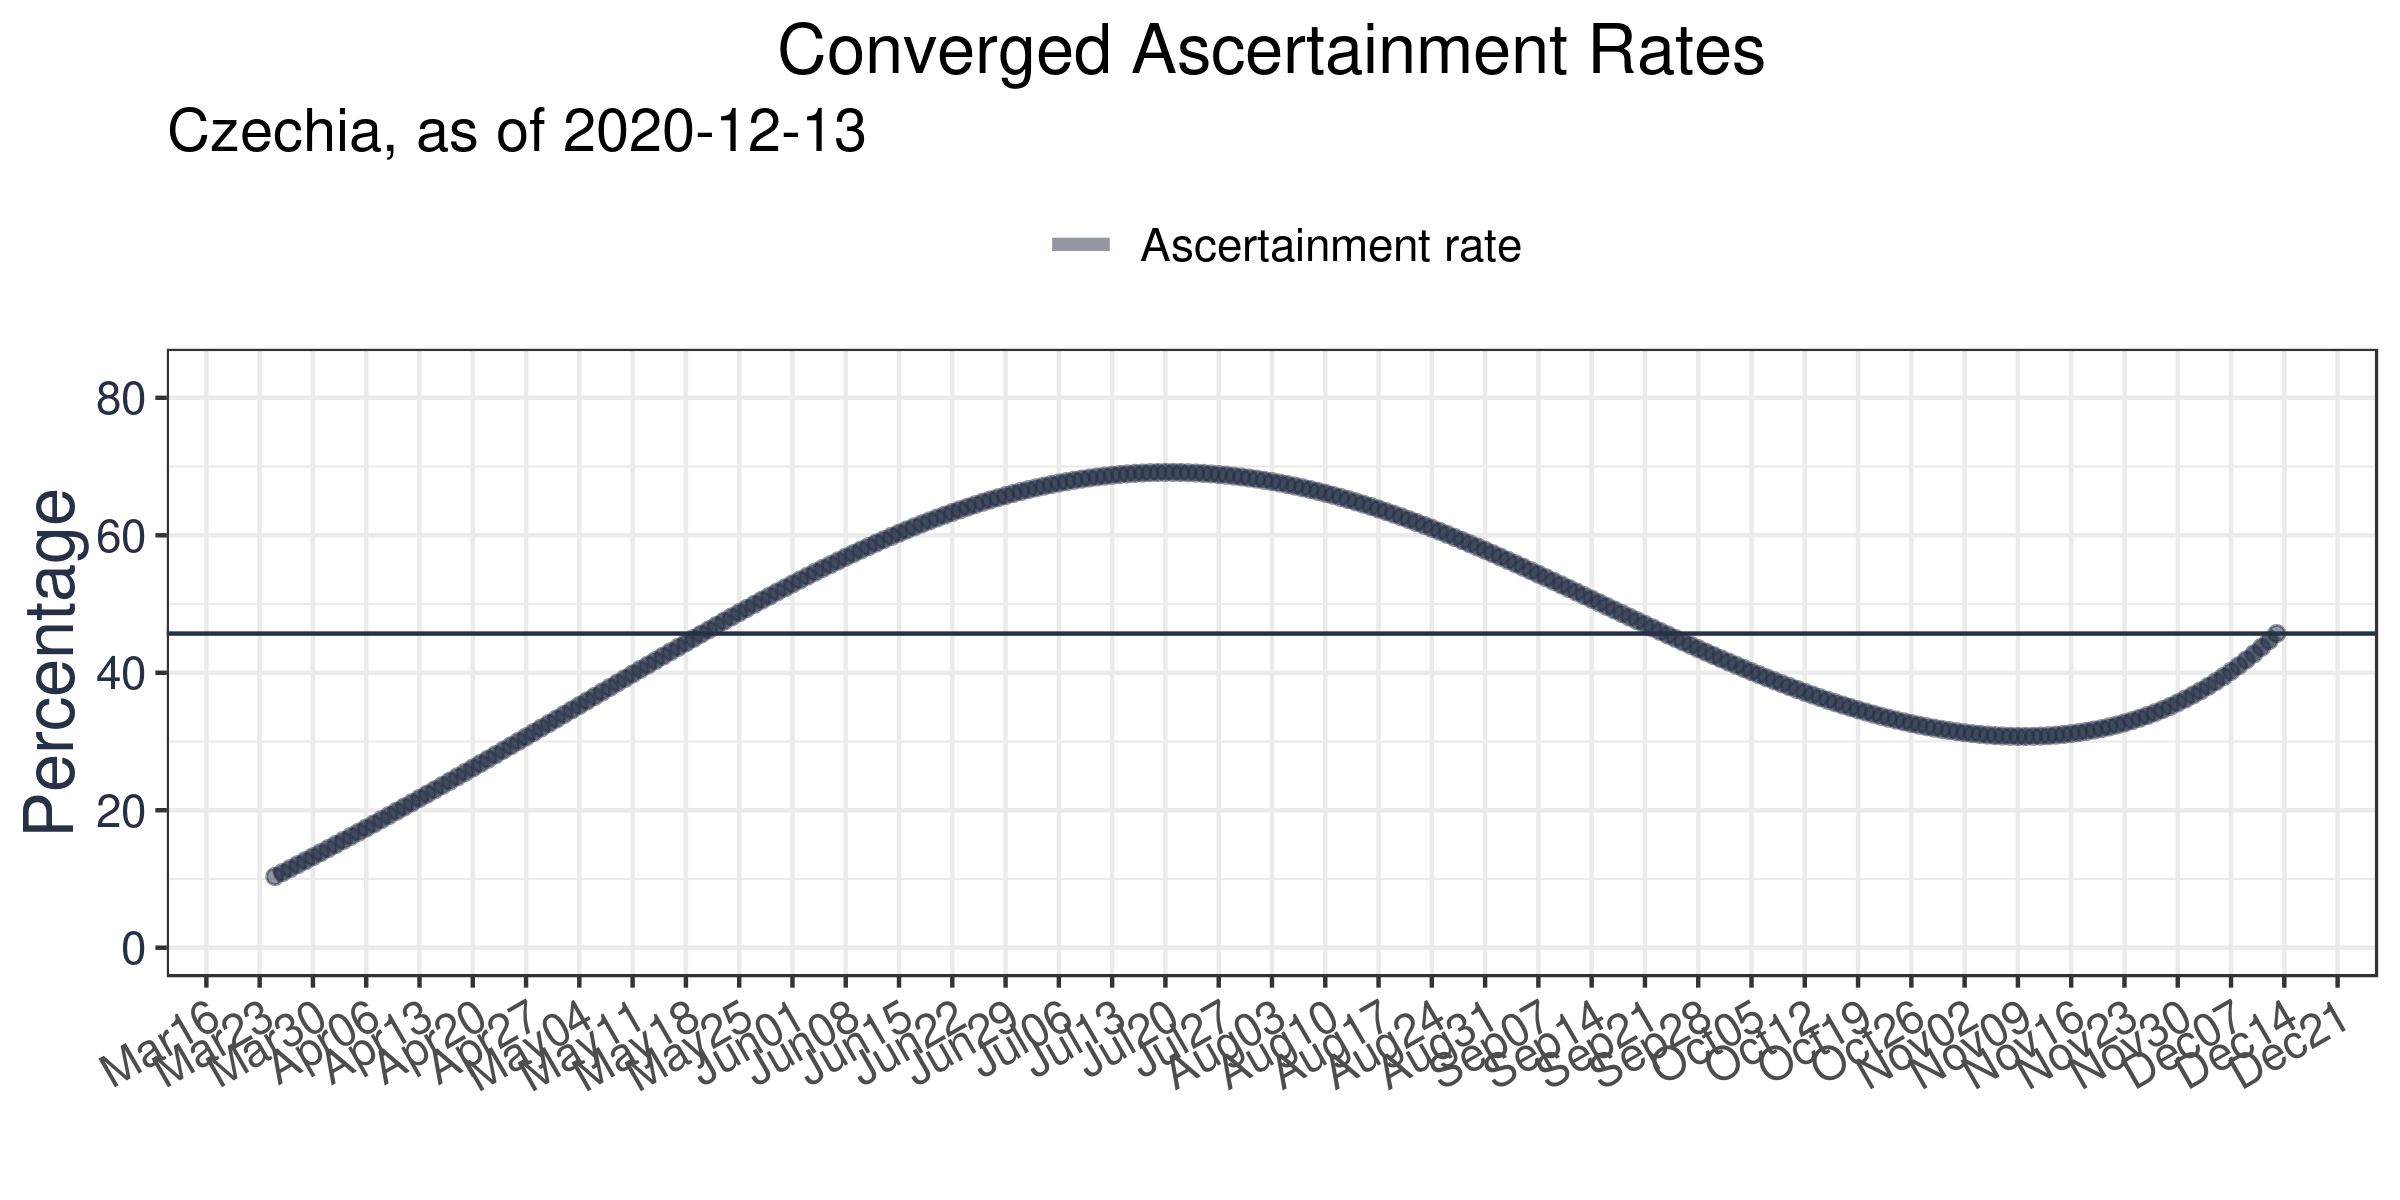 Converged Ascertainment Rates
Czechia, as of 2020-12-13
Ascertainment rate
Percentage
80
60
40
20
0
Mar16
Mar23
Mar30
Apr06
Apr13
Apr20
Apr27
May04
May11
May18
May25
Jun01
Jun08
Jun15
Jun22
Jun29
Jul06
Jul13
Jul20
Jul27
Aug03
Aug10
Aug17
Aug24
Aug31
Sep07
Sep14
Sep21
Sep28
Oct05
Oct12
Oct19
Oct26
Nov02
Nov09
Nov16
Nov23
Nov30
Dec07
Dec14
Dec21